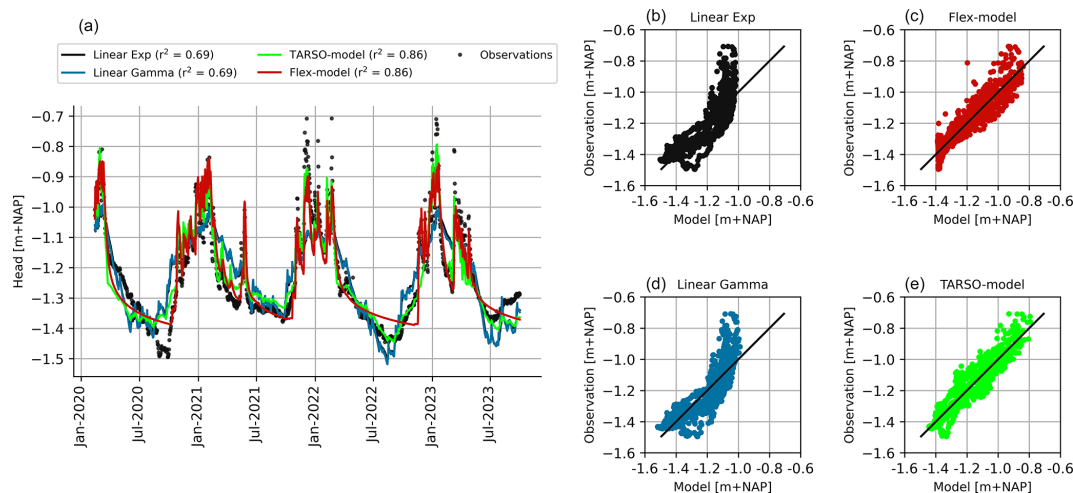 (a)
Linear Exp (r² = 0.69)
Linear Gamma (r² = 0.69)
TARSO-model (r² = 0.86)
Flex-model (r² = 0.86)
Observations
Head [m+NAP]
−0.7
−0.8
−0.9
−1.0
−1.1
−1.2
−1.3
−1.4
−1.5
Jan-2020
Jul-2020
Jan-2021
Jul-2021
Jan-2022
Jul-2022
Jan-2023
Jul-2023
(b)
Linear Exp
Observation [m+NAP]
−0.6
−0.8
−1.0
−1.2
−1.4
−1.6
-1.6 -1.4 -1.2 -1.0 -0.8 -0.6
Model [m+NAP]
(c)
Flex-model
Observation [m+NAP]
−0.6
−0.8
−1.0
−1.2
−1.4
−1.6
-1.6 -1.4 -1.2 -1.0 -0.8 -0.6
Model [m+NAP]
(d)
Linear Gamma
Observation [m+NAP]
−0.6
−0.8
−1.0
−1.2
−1.4
−1.6
-1.6 -1.4 -1.2 -1.0 -0.8 -0.6
Model [m+NAP]
(e)
TARSO-model
Observation [m+NAP]
−0.6
−0.8
−1.0
−1.2
−1.4
−1.6
-1.6 -1.4 -1.2 -1.0 -0.8 -0.6
Model [m+NAP]